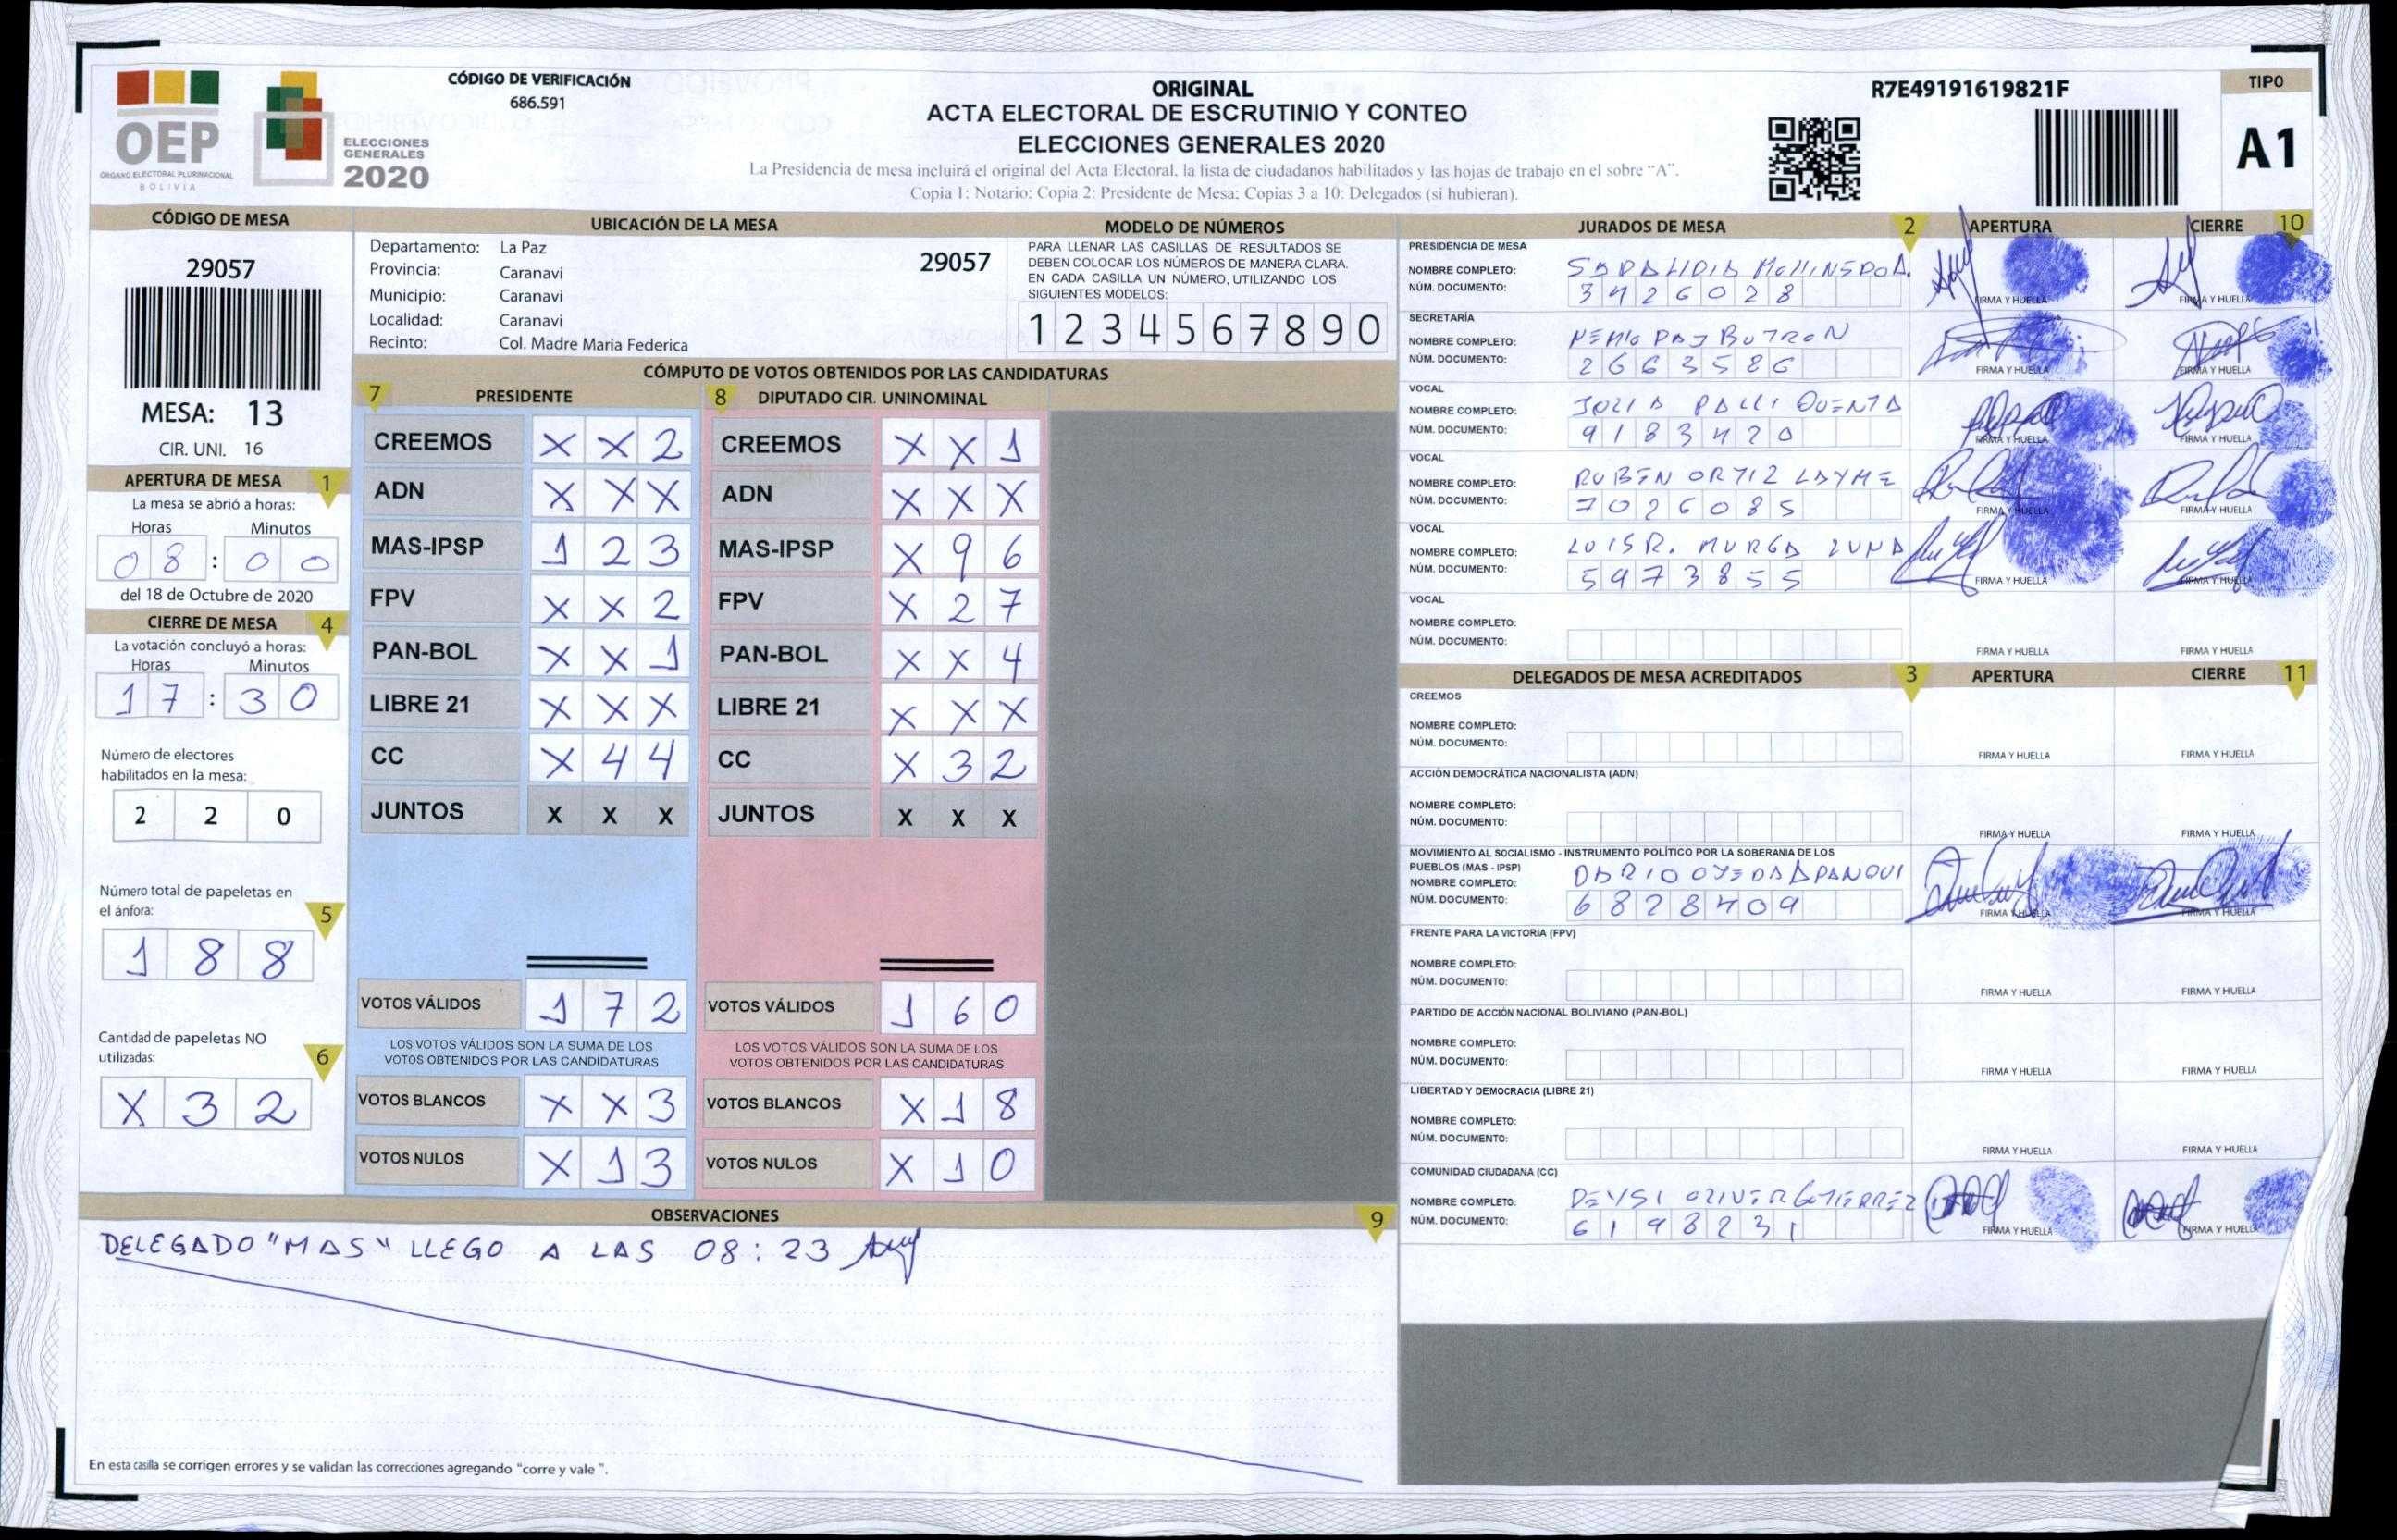 CÓDIGO DE VERIFICACIÓN
686.591
ORIGINAL
ACTA ELECTORAL DE ESCRUTINIO Y CONTEO
ELECCIONES GENERALES 2020
La Presidencia de mesa incluirá el original del Acta Electoral, la lista de ciudadanos habilitados y las hojas de trabajo en el sobre "A".
Copia 1: Notario: Copia 2: Presidente de Mesa: Copias 3 a 10: Delegados (si hubieran).
R7E49191619821F
TIPO
A1
OEP
ÓRGANO ELECTORAL PLURINACIONAL
BOLIVIA
ELECCIONES
GENERALES
2020
CÓDIGO DE MESA
29057
MESA: 13
CIR. UNI. 16
APERTURA DE MESA 1
La mesa se abrió a horas:
Horas Minutos
08 : 00
del 18 de Octubre de 2020
CIERRE DE MESA 4
La votación concluyó a horas:
Horas Minutos
17 : 30
Número de electores
habilitados en la mesa:
2 2 0
Número total de papeletas en
el ánfora: 5
1 8 8
Cantidad de papeletas NO
utilizadas: 6
X 3 2
UBICACIÓN DE LA MESA
Departamento: La Paz 29057
Provincia: Caranavi
Municipio: Caranavi
Localidad: Caranavi
Recinto: Col. Madre Maria Federica
MODELO DE NÚMEROS
PARA LLENAR LAS CASILLAS DE RESULTADOS SE
DEBEN COLOCAR LOS NÚMEROS DE MANERA CLARA.
EN CADA CASILLA UN NÚMERO, UTILIZANDO LOS
SIGUIENTES MODELOS:
1 2 3 4 5 6 7 8 9 0
CÓMPUTO DE VOTOS OBTENIDOS POR LAS CANDIDATURAS
7 PRESIDENTE
CREEMOS X X 2
ADN X X X
MAS-IPSP 1 2 3
FPV X X 2
PAN-BOL X X 1
LIBRE 21 X X X
CC X 4 4
JUNTOS X X X
VOTOS VÁLIDOS 1 7 2
LOS VOTOS VÁLIDOS SON LA SUMA DE LOS
VOTOS OBTENIDOS POR LAS CANDIDATURAS
VOTOS BLANCOS X X 3
VOTOS NULOS X 1 3
8 DIPUTADO CIR. UNINOMINAL
CREEMOS X X 1
ADN X X X
MAS-IPSP X 9 6
FPV X 2 7
PAN-BOL X X 4
LIBRE 21 X X X
CC X 3 2
JUNTOS X X X
VOTOS VÁLIDOS 1 6 0
LOS VOTOS VÁLIDOS SON LA SUMA DE LOS
VOTOS OBTENIDOS POR LAS CANDIDATURAS
VOTOS BLANCOS X 1 8
VOTOS NULOS X 1 0
OBSERVACIONES 9
DELEGADO "MAS" LLEGO A LAS 08:23
En esta casilla se corrigen errores y se validan las correcciones agregando "corre y vale ".
JURADOS DE MESA 2 APERTURA CIERRE 10
PRESIDENCIA DE MESA
NOMBRE COMPLETO:
NÚM. DOCUMENTO: 3426028
FIRMA Y HUELLA FIRMA Y HUELLA
SECRETARÍA
NOMBRE COMPLETO: BUTRON
NÚM. DOCUMENTO: 2663586
FIRMA Y HUELLA FIRMA Y HUELLA
VOCAL
NOMBRE COMPLETO: JULIA PALLI QUENTA
NÚM. DOCUMENTO: 9183420
FIRMA Y HUELLA FIRMA Y HUELLA
VOCAL
NOMBRE COMPLETO: RUBEN ORTIZ LAYME
NÚM. DOCUMENTO: 7026085
FIRMA Y HUELLA FIRMA Y HUELLA
VOCAL
NOMBRE COMPLETO: LUIS R. MURGA LUNA
NÚM. DOCUMENTO: 5973855
FIRMA Y HUELLA FIRMA Y HUELLA
VOCAL
NOMBRE COMPLETO:
NÚM. DOCUMENTO:
FIRMA Y HUELLA FIRMA Y HUELLA
DELEGADOS DE MESA ACREDITADOS 3 APERTURA CIERRE 11
CREEMOS
NOMBRE COMPLETO:
NÚM. DOCUMENTO:
FIRMA Y HUELLA FIRMA Y HUELLA
ACCIÓN DEMOCRÁTICA NACIONALISTA (ADN)
NOMBRE COMPLETO:
NÚM. DOCUMENTO:
FIRMA Y HUELLA FIRMA Y HUELLA
MOVIMIENTO AL SOCIALISMO - INSTRUMENTO POLÍTICO POR LA SOBERANIA DE LOS
PUEBLOS (MAS - IPSP)
NOMBRE COMPLETO: DARIO OYEDA APANQUI
NÚM. DOCUMENTO: 6828409
FIRMA Y HUELLA FIRMA Y HUELLA
FRENTE PARA LA VICTORIA (FPV)
NOMBRE COMPLETO:
NÚM. DOCUMENTO:
FIRMA Y HUELLA FIRMA Y HUELLA
PARTIDO DE ACCIÓN NACIONAL BOLIVIANO (PAN-BOL)
NOMBRE COMPLETO:
NÚM. DOCUMENTO:
FIRMA Y HUELLA FIRMA Y HUELLA
LIBERTAD Y DEMOCRACIA (LIBRE 21)
NOMBRE COMPLETO:
NÚM. DOCUMENTO:
FIRMA Y HUELLA FIRMA Y HUELLA
COMUNIDAD CIUDADANA (CC)
NOMBRE COMPLETO: DEYSI OLIVER GUTIERREZ
NÚM. DOCUMENTO: 6198231
FIRMA Y HUELLA FIRMA Y HUELLA